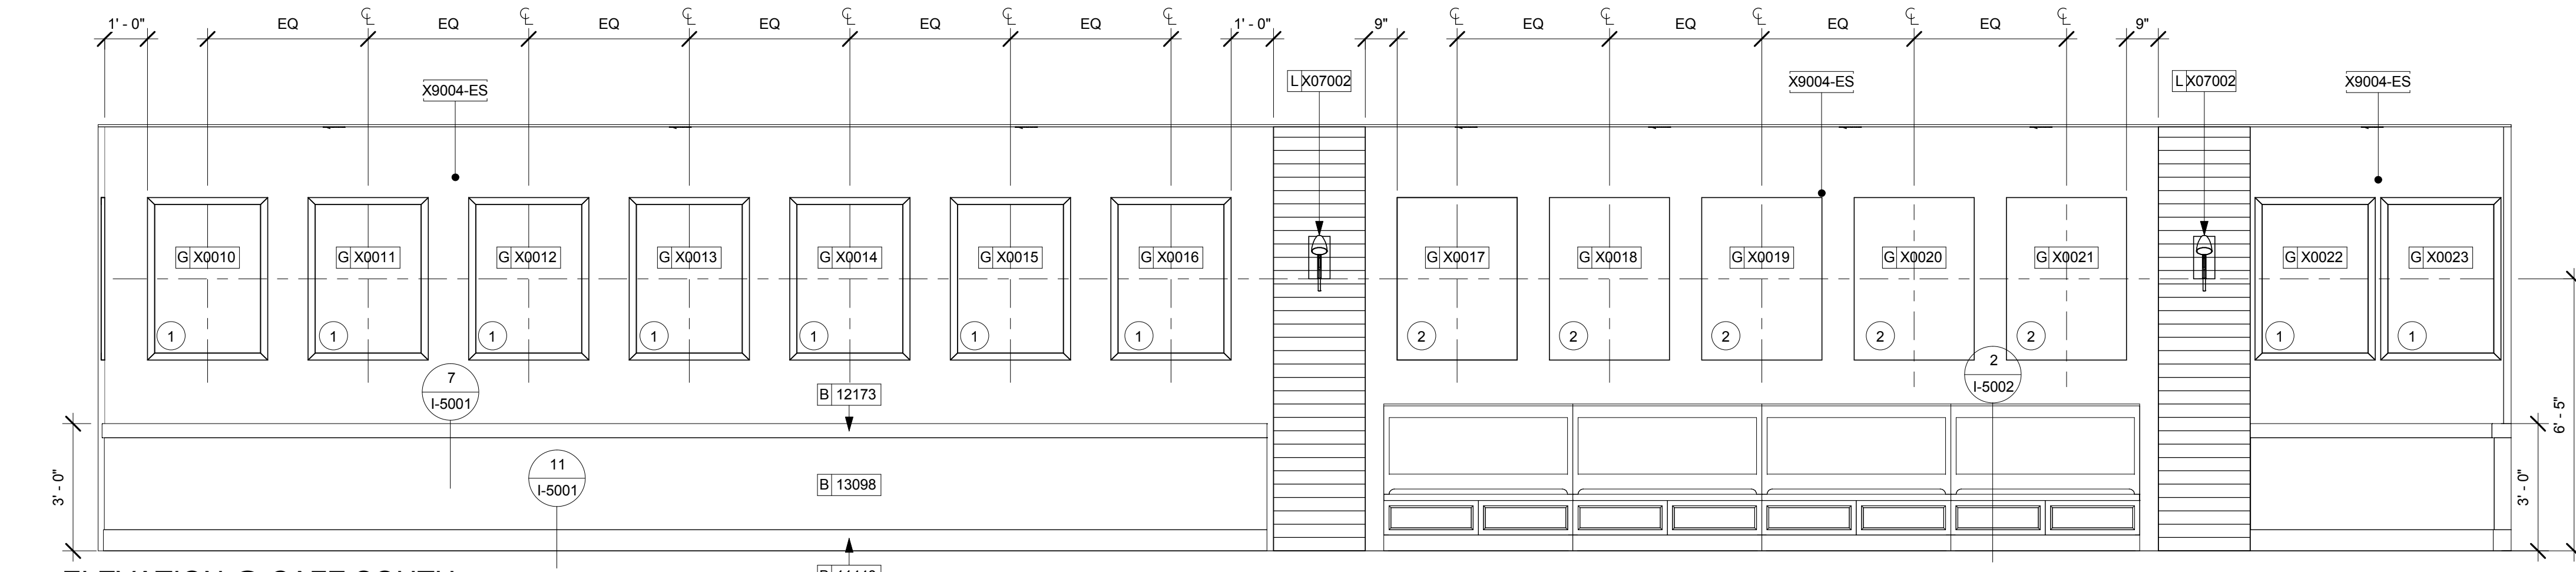 1' - 0" EQ EQ EQ EQ EQ EQ 1' - 0" 9" EQ EQ EQ EQ 9"
X9004-ES L X07002 X9004-ES L X07002 X9004-ES
G X0010 G X0011 G X0012 G X0013 G X0014 G X0015 G X0016 G X0017 G X0018 G X0019 G X0020 G X0021 G X0022 G X0023
1 1 1 1 1 1 1 2 2 2 2 2 1 1
7 2
I-5001 B 12173 I-5002
6' - 5"
11
3' - 0" I-5001 B 13098 3' - 0"